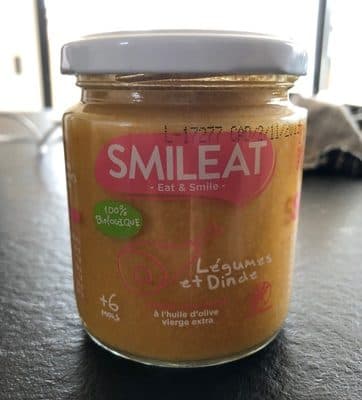 SMILEAT
- Eat & Smile -
100%
BIOLOGIQUE
Légumes
et Dinde
+6
MOIS
à l'huile d'olive
vierge extra